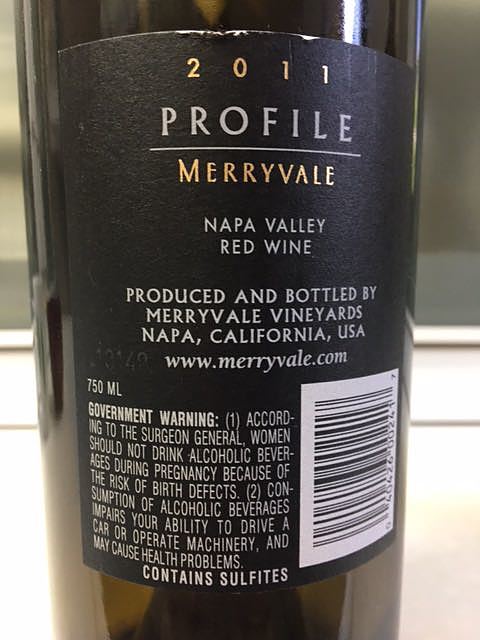 2011
PROFILE
MERRYVALE
NAPA VALLEY
RED WINE
PRODUCED AND BOTTLED BY
MERRYVALE VINEYARDS
NAPA, CALIFORNIA, USA
www.merryvale.com
750 ML
GOVERNMENT WARNING: (1) ACCORD-
ING TO THE SURGEON GENERAL, WOMEN
SHOULD NOT DRINK ALCOHOLIC BEVER-
AGES DURING PREGNANCY BECAUSE OF
THE RISK OF BIRTH DEFECTS. (2) CON-
SUMPTION OF ALCOHOLIC BEVERAGES
IMPAIRS YOUR ABILITY TO DRIVE A
CAR OR OPERATE MACHINERY, AND
MAY CAUSE HEALTH PROBLEMS.
CONTAINS SULFITES